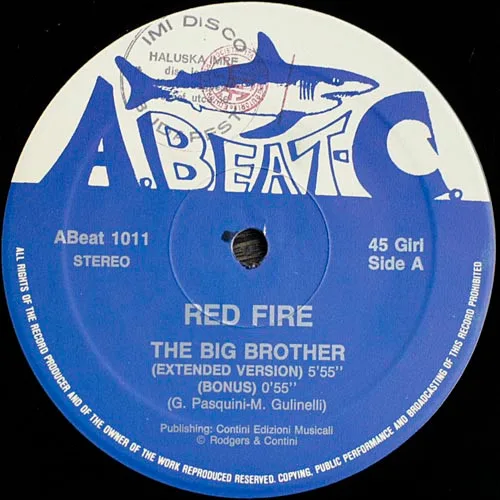 IMI DISCO
HALUSKA IMRE
BUDAPEST
A.BEAT-C.
ABeat 1011
STEREO
45 Giri
Side A
RED FIRE
THE BIG BROTHER
(EXTENDED VERSION) 5'55''
(BONUS) 0'55''
(G. Pasquini-M. Gulinelli)
Publishing: Contini Edizioni Musicali
© Rodgers & Contini
ALL RIGHTS OF THE RECORD PRODUCER AND OF THE OWNER OF THE WORK REPRODUCED RESERVED. COPYING, PUBLIC PERFORMANCE AND BROADCASTING OF THIS RECORD PROHIBITED